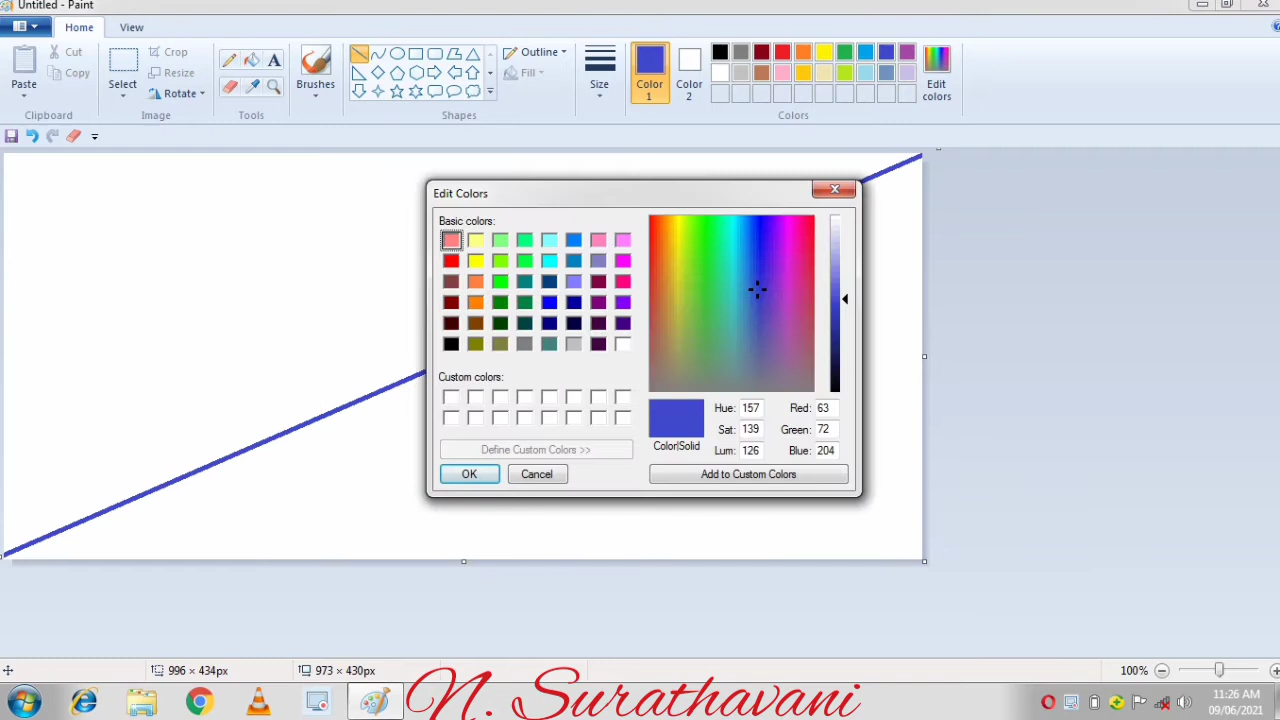 Untitled - Paint
Home View
Cut
Copy
Paste
Clipboard
Select
Crop
Resize
Rotate
Image
Tools
Brushes
Outline
Fill
Shapes
Size
Color 1
Color 2
Edit colors
Colors
Edit Colors
Basic colors:
Custom colors:
Define Custom Colors >>
OK Cancel
Color|Solid
Hue: 157 Red: 63
Sat: 139 Green: 72
Lum: 126 Blue: 204
Add to Custom Colors
996 × 434px 973 × 430px 100%
N. Surathavani
11:26 AM
09/06/2021